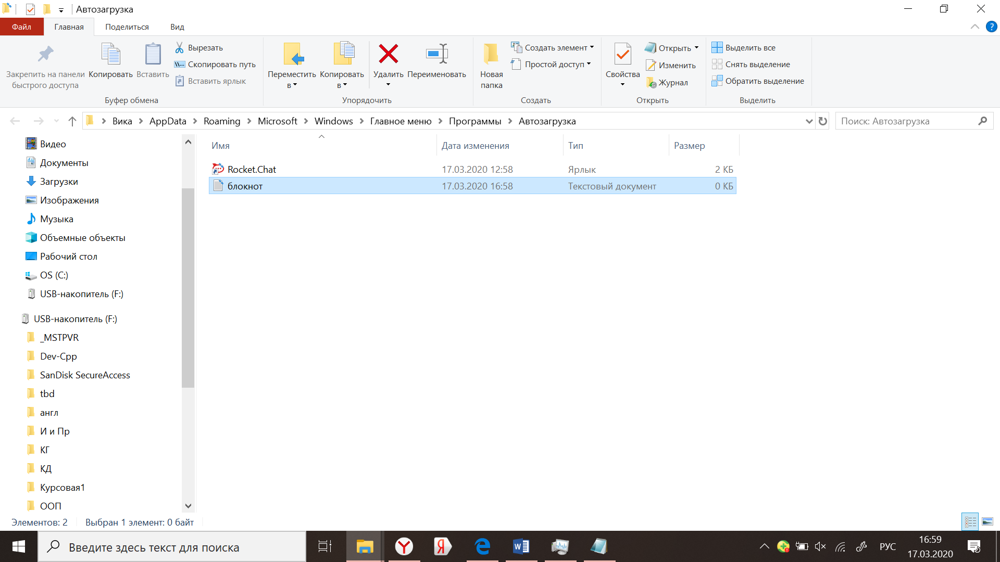 Автозагрузка
Файл
Главная
Поделиться
Вид
?
Закрепить на панели
быстрого доступа
Копировать
Вставить
Вырезать
Скопировать путь
Вставить ярлык
Буфер обмена
Переместить
в
Копировать
в
Удалить
Переименовать
Упорядочить
Новая
папка
Создать элемент
Простой доступ
Создать
Свойства
Открыть
Изменить
Журнал
Открыть
Выделить все
Снять выделение
Обратить выделение
Выделить
Вика
AppData
Roaming
Microsoft
Windows
Главное меню
Программы
Автозагрузка
Поиск: Автозагрузка
Видео
Документы
Загрузки
Изображения
Музыка
Объемные объекты
Рабочий стол
OS (C:)
USB-накопитель (F:)
USB-накопитель (F:)
_MSTPVR
Dev-Cpp
SanDisk SecureAccess
tbd
англ
И и Пр
КГ
КД
Курсовая1
ООП
Имя
Дата изменения
Тип
Размер
Rocket.Chat
17.03.2020 12:58
Ярлык
2 КБ
блокнот
17.03.2020 16:58
Текстовый документ
0 КБ
Элементов: 2
Выбран 1 элемент: 0 байт
Введите здесь текст для поиска
РУС
16:59
17.03.2020